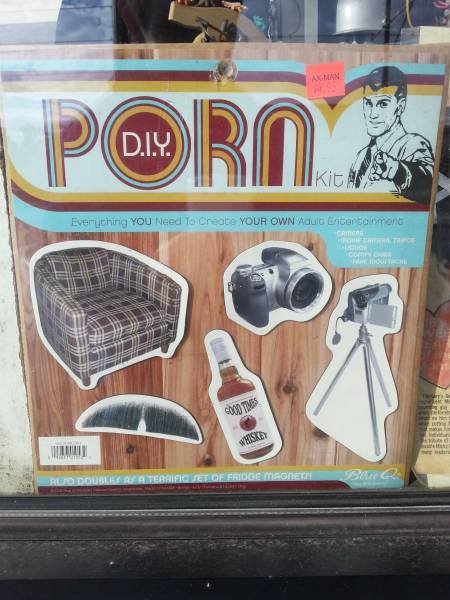 AX-MAN
PORN
D.I.Y.
Kit
Everything YOU Need To Create YOUR OWN Adult Entertainment
-CAMERA
-MOVIE CAMERA, TRIPOD
-LIQUOR
-COMFY CHAIR
-FAKE MOUSTACHE
GOOD TIMES
WHISKEY
ALSO DOUBLES AS A TERRIFIC SET OF FRIDGE MAGNETS!
Blue Q